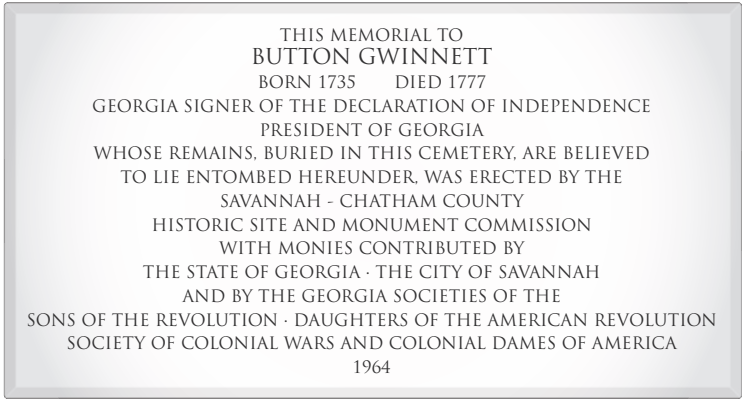 THIS MEMORIAL TO
BUTTON GWINNETT
BORN 1735 DIED 1777
GEORGIA SIGNER OF THE DECLARATION OF INDEPENDENCE
PRESIDENT OF GEORGIA
WHOSE REMAINS, BURIED IN THIS CEMETERY, ARE BELIEVED
TO LIE ENTOMBED HEREUNDER, WAS ERECTED BY THE
SAVANNAH - CHATHAM COUNTY
HISTORIC SITE AND MONUMENT COMMISSION
WITH MONIES CONTRIBUTED BY
THE STATE OF GEORGIA · THE CITY OF SAVANNAH
AND BY THE GEORGIA SOCIETIES OF THE
SONS OF THE REVOLUTION · DAUGHTERS OF THE AMERICAN REVOLUTION
SOCIETY OF COLONIAL WARS AND COLONIAL DAMES OF AMERICA
1964